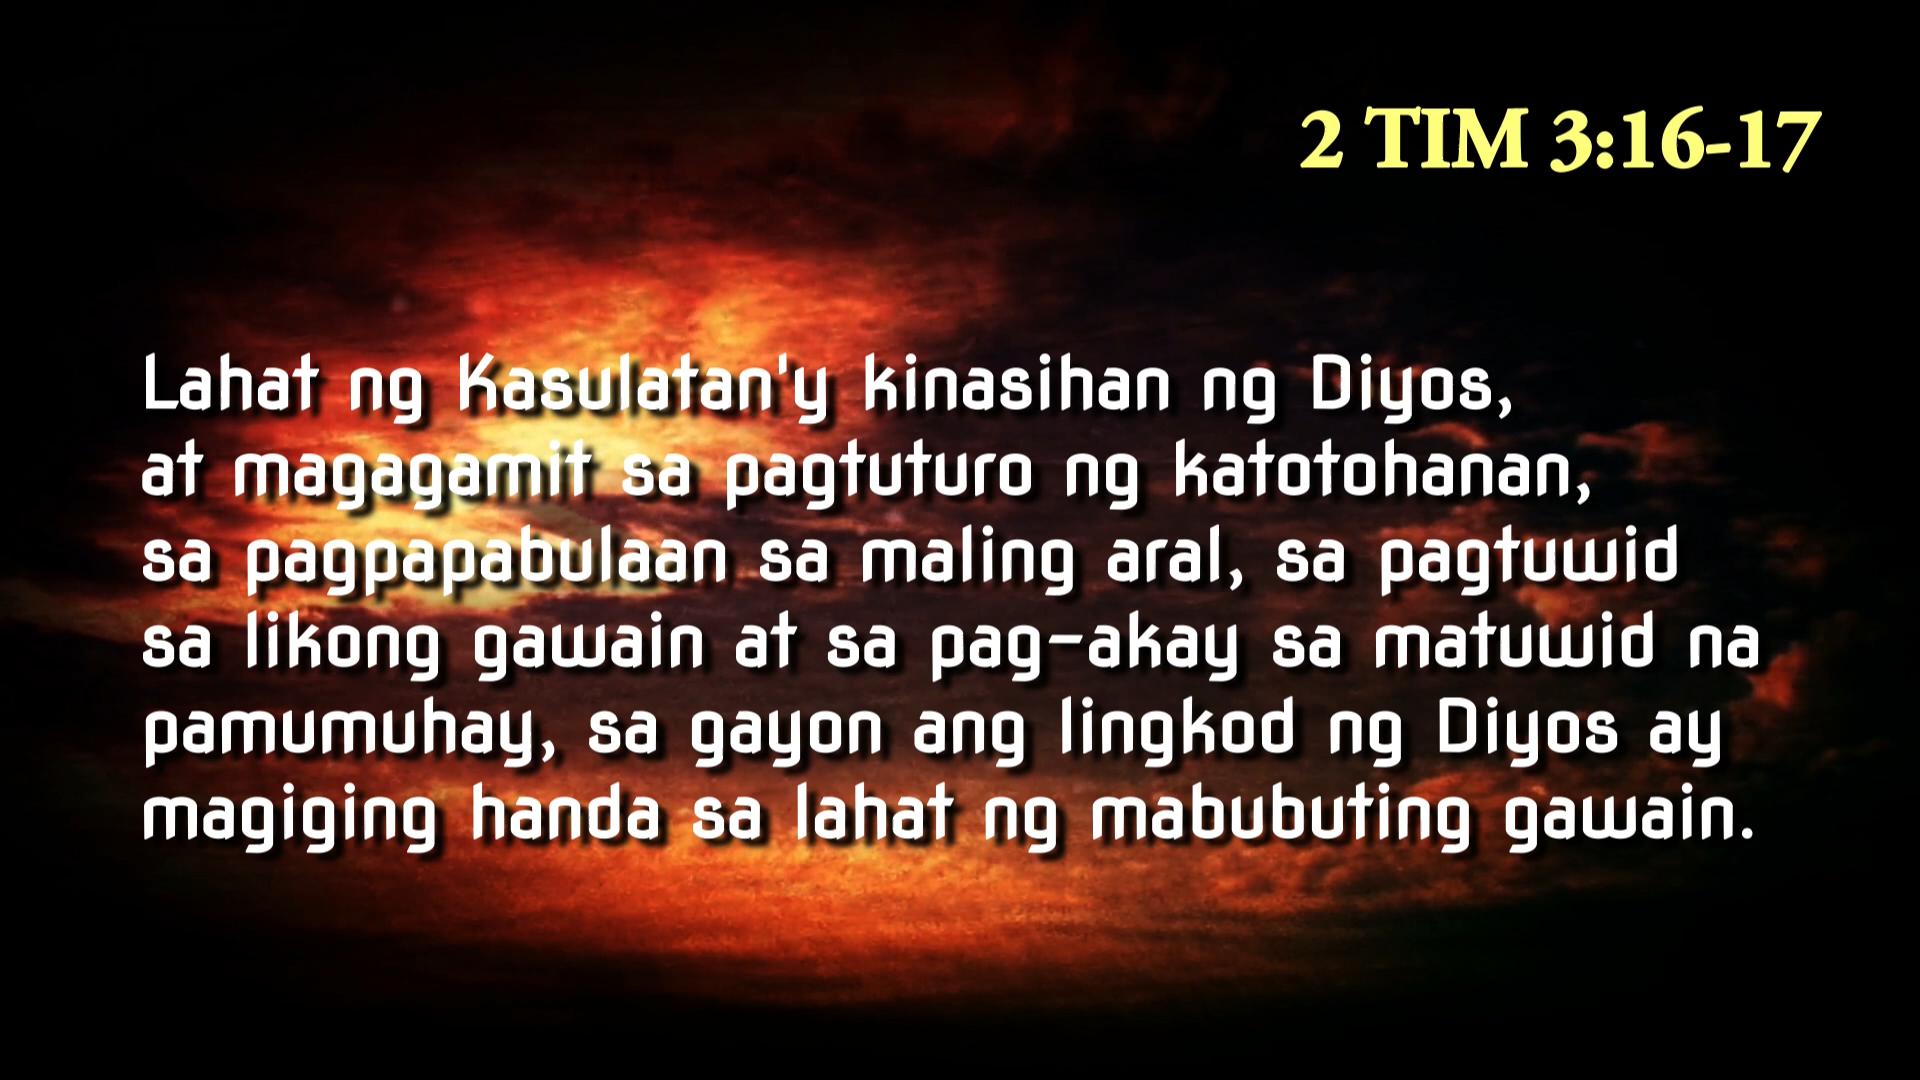 2 TIM 3:16-17
Lahat ng Kasulatan'y kinasihan ng Diyos,
at magagamit sa pagtuturo ng katotohanan,
sa pagpapabulaan sa maling aral, sa pagtuwid
sa likong gawain at sa pag-akay sa matuwid na
pamumuhay, sa gayon ang lingkod ng Diyos ay
magiging handa sa lahat ng mabubuting gawain.